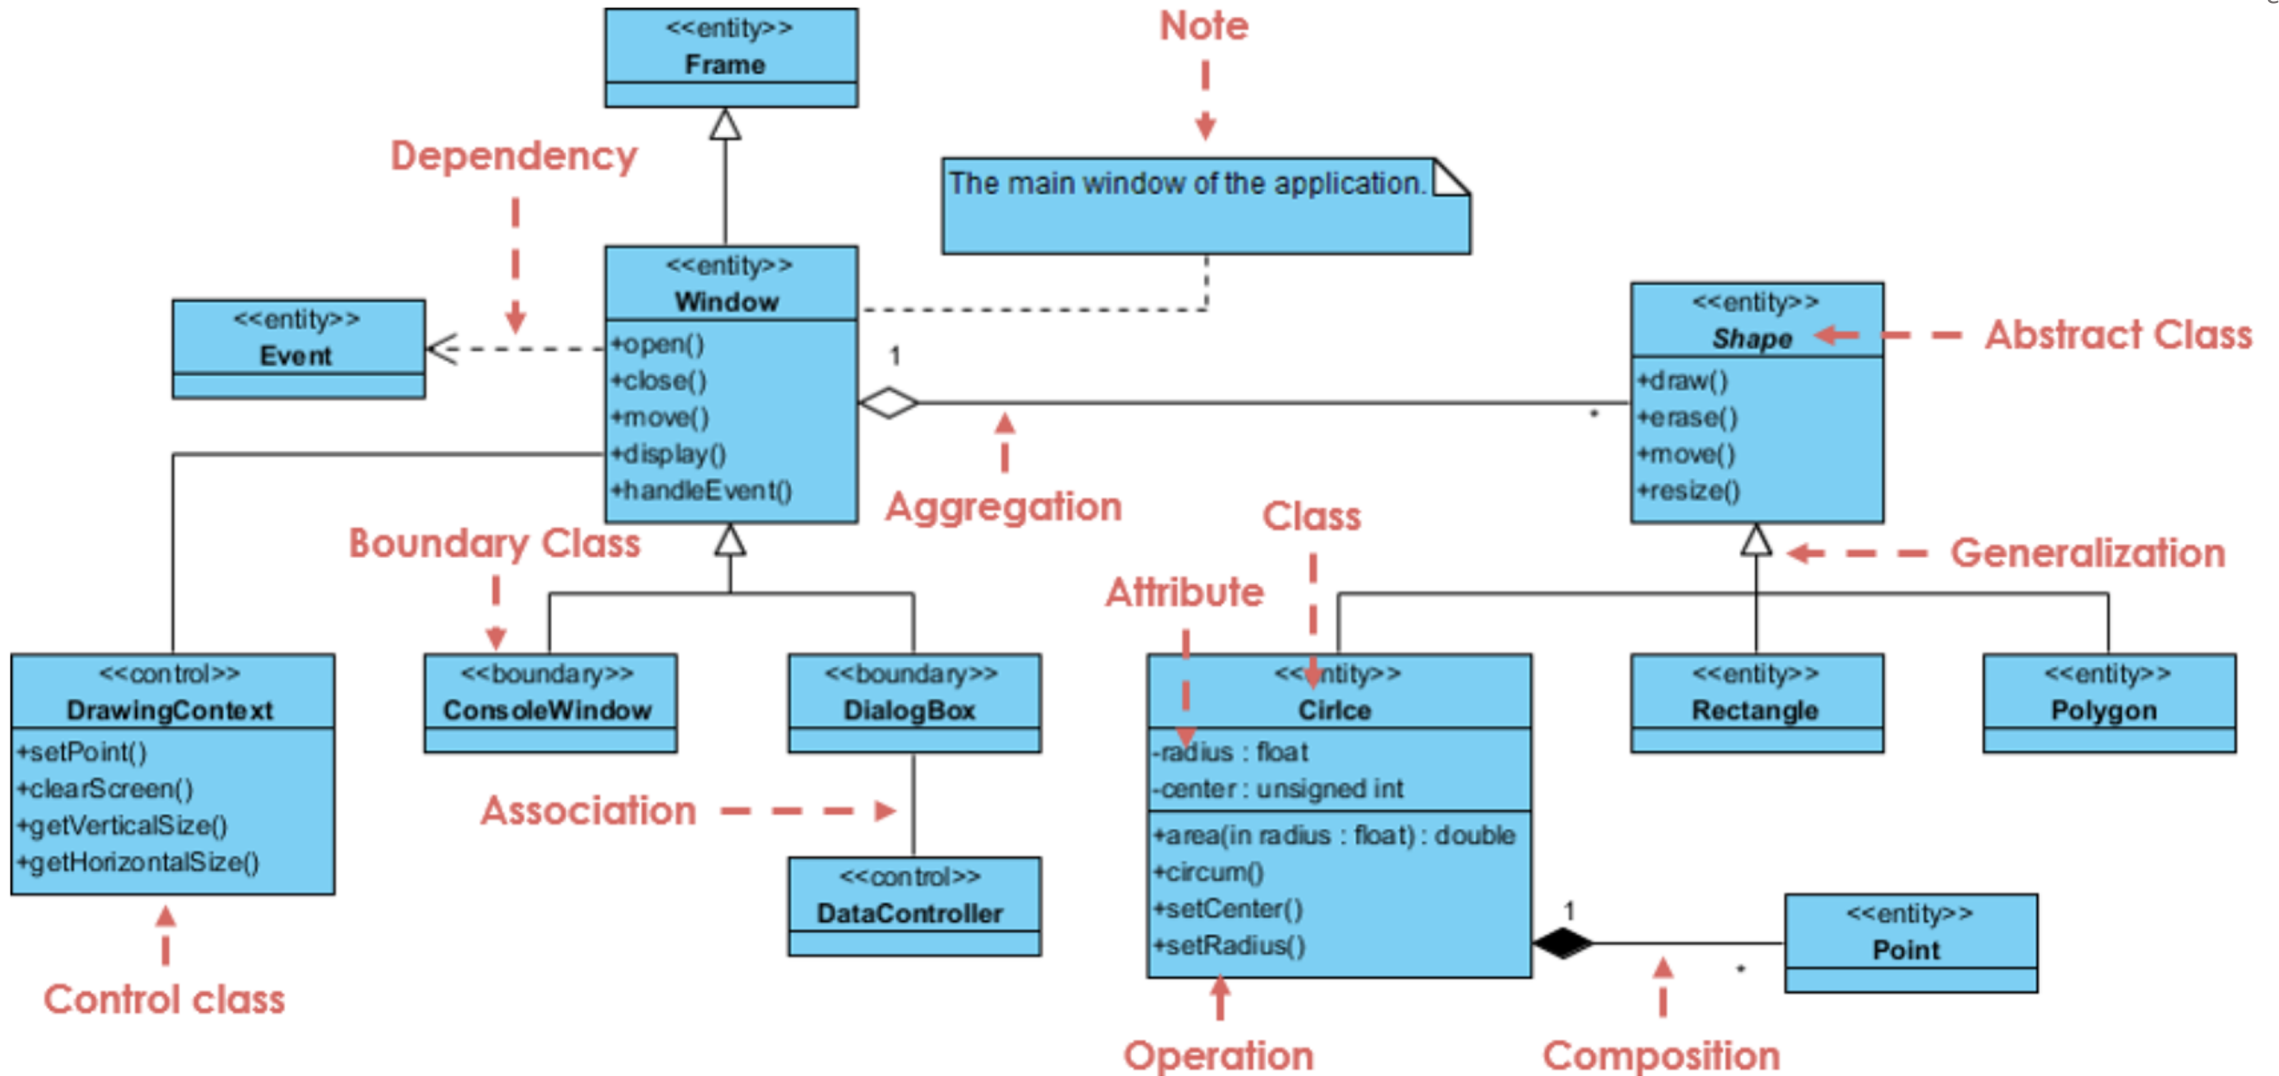 <<entity>>
Frame
Note
Dependency
The main window of the application.
<<entity>>
Window
+open()
+close()
+move()
+display()
+handleEvent()
<<entity>>
Event
1
*
<<entity>>
Shape
+draw()
+erase()
+move()
+resize()
Abstract Class
Aggregation
Class
Boundary Class
Generalization
Attribute
<<control>>
DrawingContext
+setPoint()
+clearScreen()
+getVerticalSize()
+getHorizontalSize()
<<boundary>>
ConsoleWindow
<<boundary>>
DialogBox
<<entity>>
Cirlce
-radius : float
-center : unsigned int
+area(in radius : float) : double
+circum()
+setCenter()
+setRadius()
<<entity>>
Rectangle
<<entity>>
Polygon
Association
<<control>>
DataController
1
*
<<entity>>
Point
Control class
Operation
Composition